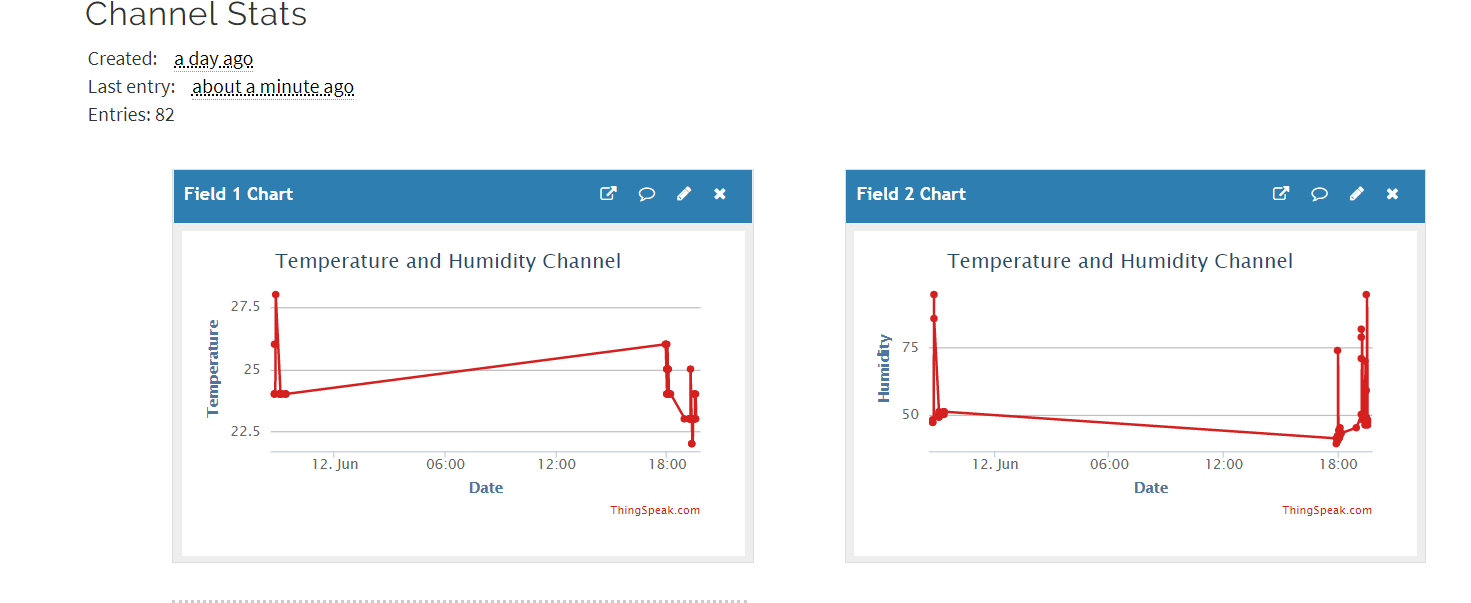 Channel Stats
Created: a day ago
Last entry: about a minute ago
Entries: 82
Field 1 Chart
Temperature and Humidity Channel
Temperature
27.5
25
22.5
12. Jun 06:00 12:00 18:00
Date
ThingSpeak.com
Field 2 Chart
Temperature and Humidity Channel
Humidity
75
50
12. Jun 06:00 12:00 18:00
Date
ThingSpeak.com